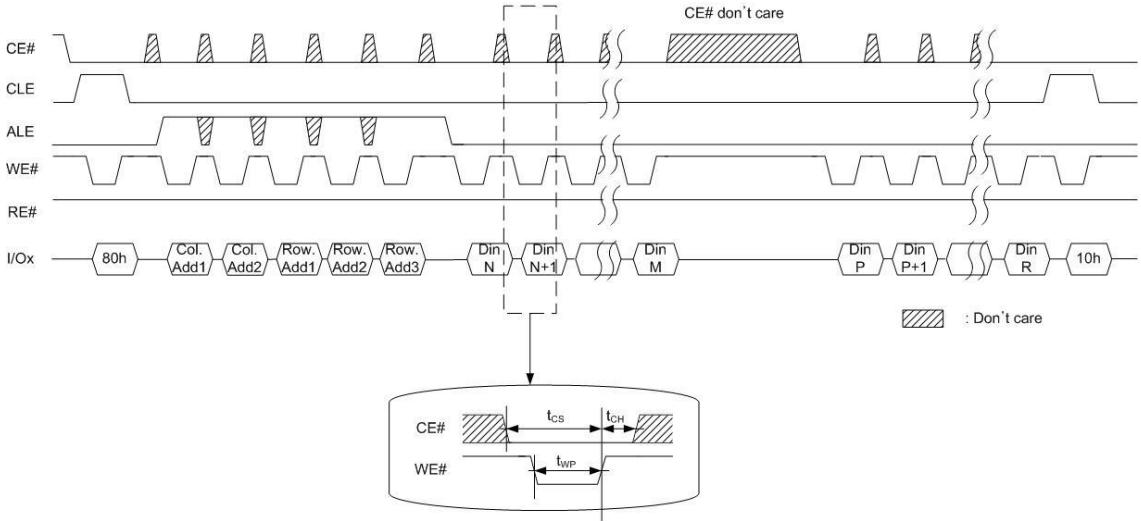 CE# don't care
CE#
CLE
ALE
WE#
RE#
I/Ox
80h
Col. Add1
Col. Add2
Row. Add1
Row. Add2
Row. Add3
Din N
Din N+1
Din M
Din P
Din P+1
Din R
10h
: Don't care
CE#
tCS
tCH
WE#
tWP